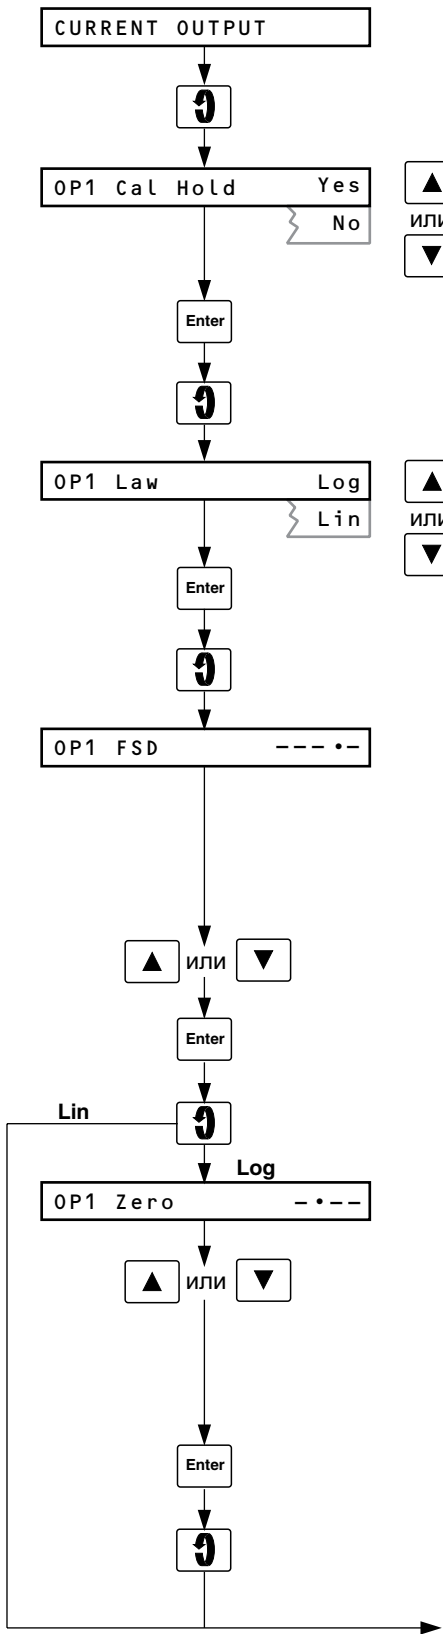 CURRENT OUTPUT
OP1 Cal Hold Yes
No
или
Enter
OP1 Law Log
Lin
или
Enter
OP1 FSD ---•-
или
Enter
Lin
Log
OP1 Zero -•--
или
Enter